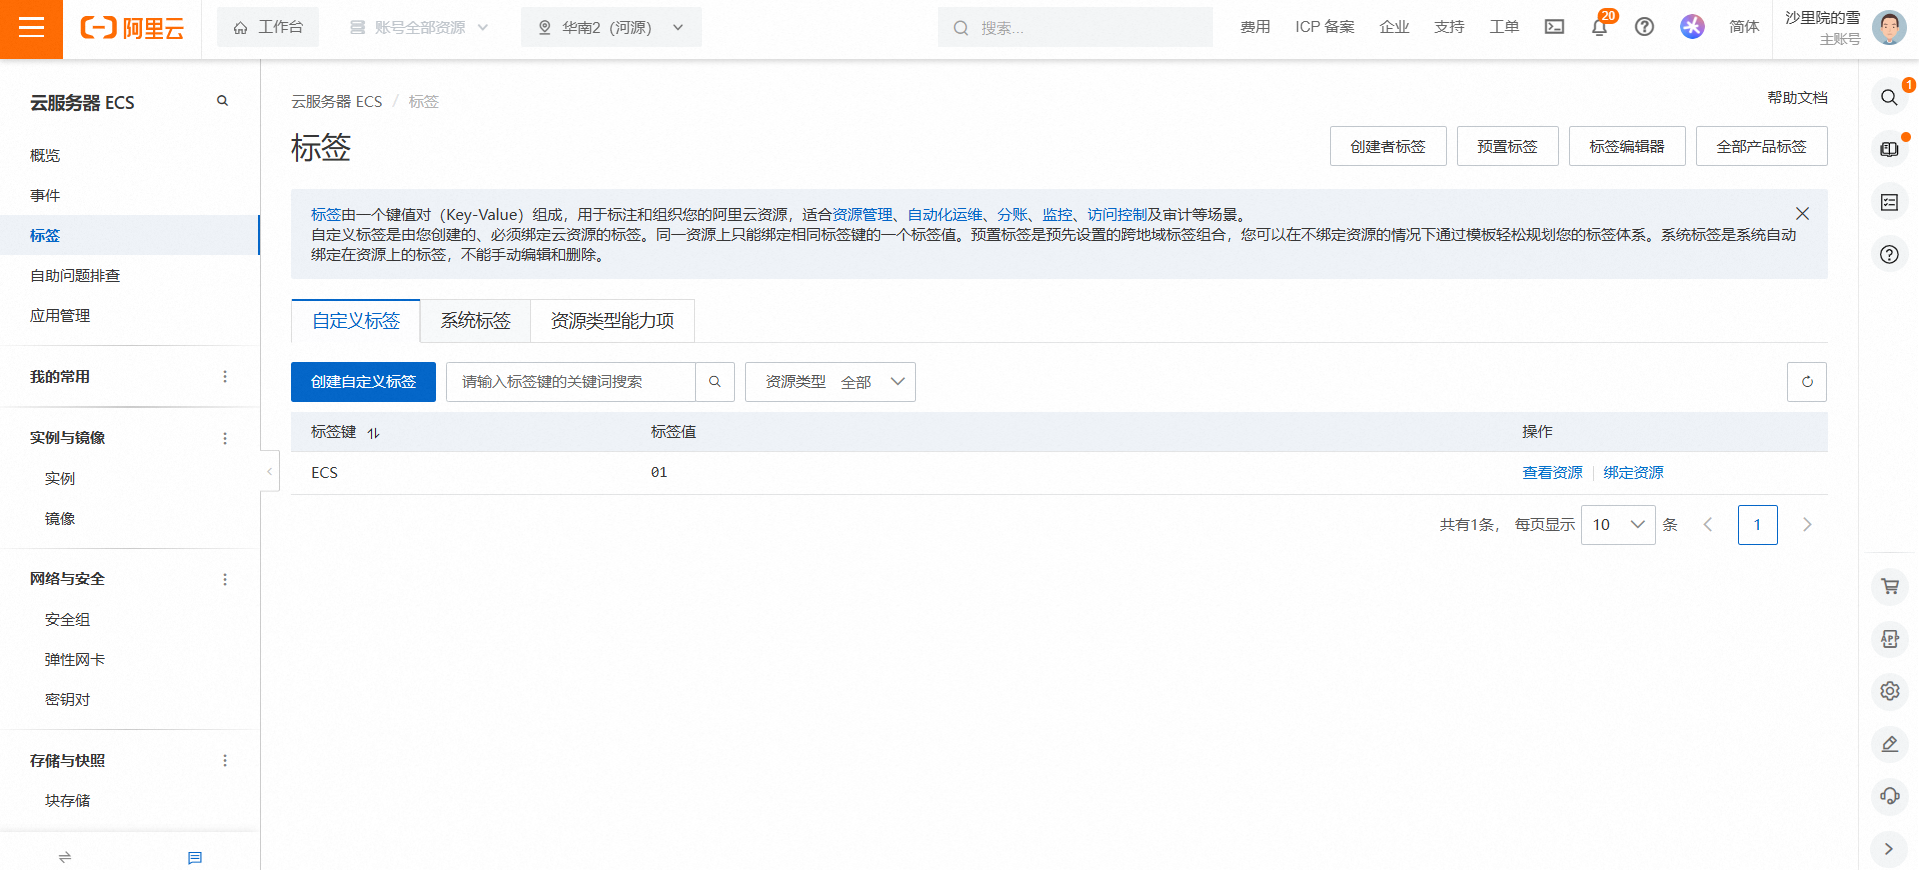 阿里云
工作台
账号全部资源
华南2（河源）
搜索...
费用
ICP 备案
企业
支持
工单
20
简体
沙里院的雪
主账号
云服务器 ECS
概览
事件
标签
自助问题排查
应用管理
我的常用
实例与镜像
实例
镜像
网络与安全
安全组
弹性网卡
密钥对
存储与快照
块存储
云服务器 ECS / 标签
帮助文档
标签
创建者标签
预置标签
标签编辑器
全部产品标签
标签由一个键值对（Key-Value）组成，用于标注和组织您的阿里云资源，适合资源管理、自动化运维、分账、监控、访问控制及审计等场景。
自定义标签是由您创建的、必须绑定云资源的标签。同一资源上只能绑定相同标签键的一个标签值。预置标签是预先设置的跨地域标签组合，您可以在不绑定资源的情况下通过模板轻松规划您的标签体系。系统标签是系统自动
绑定在资源上的标签，不能手动编辑和删除。
自定义标签
系统标签
资源类型能力项
创建自定义标签
请输入标签键的关键词搜索
资源类型 全部
标签键
标签值
操作
ECS
01
查看资源
绑定资源
共有1条， 每页显示 10 条
1
1
APP